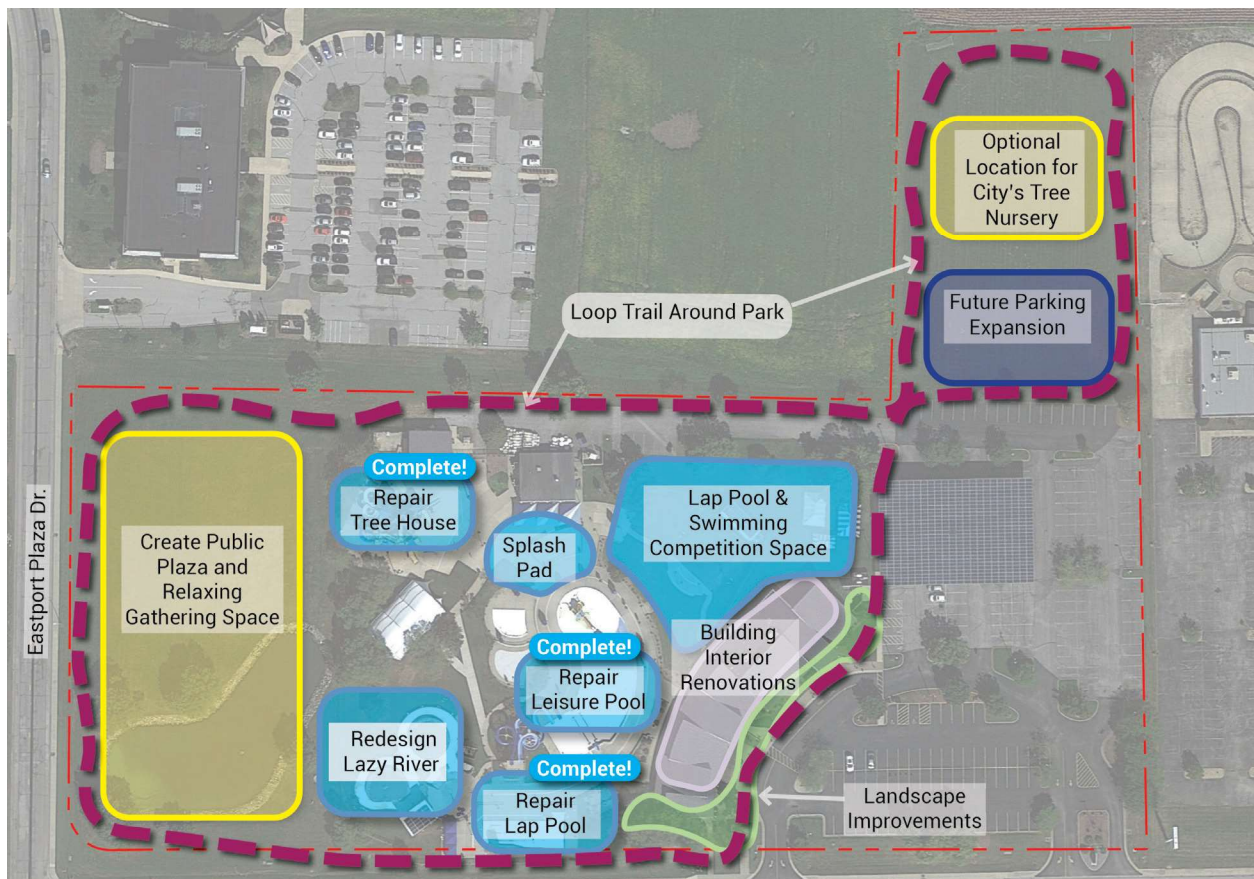 Optional
Location for
City's Tree
Nursery
Future Parking
Expansion
Loop Trail Around Park
Eastport Plaza Dr.
Create Public
Plaza and
Relaxing
Gathering Space
Complete!
Repair
Tree House
Splash
Pad
Lap Pool &
Swimming
Competition Space
Building
Interior
Renovations
Complete!
Repair
Leisure Pool
Redesign
Lazy River
Complete!
Repair
Lap Pool
Landscape
Improvements